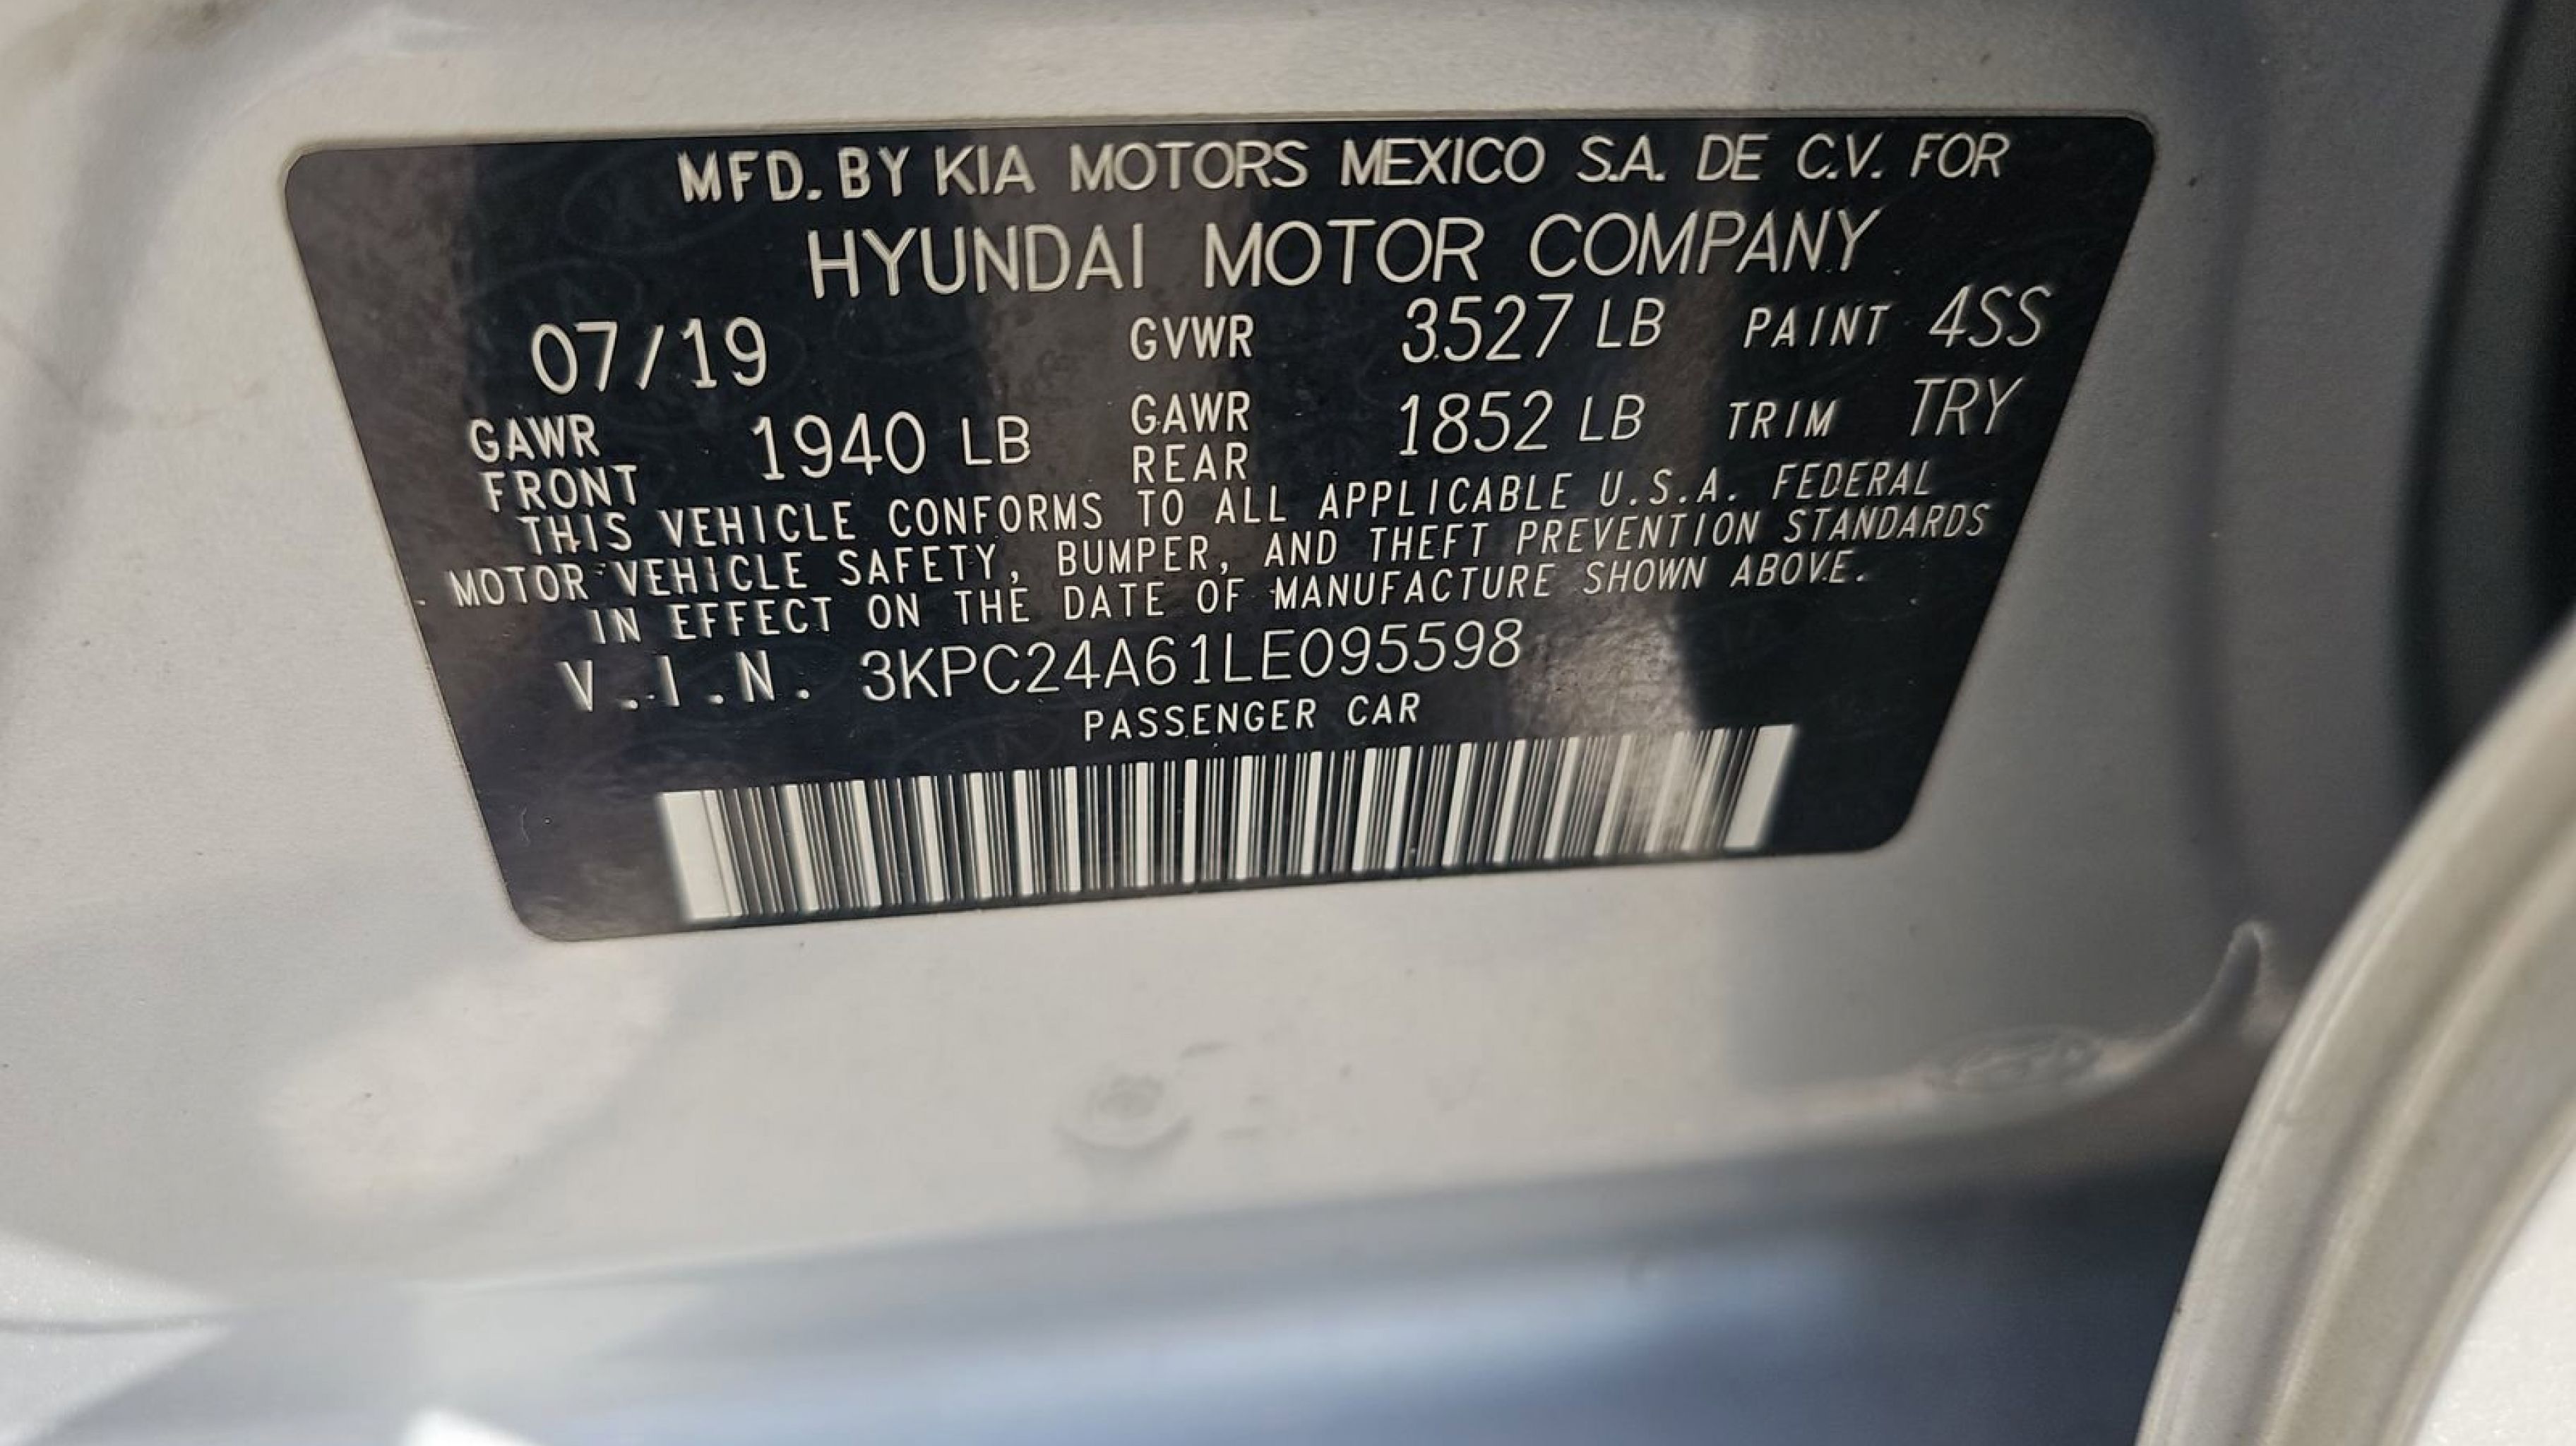 MFD. BY KIA MOTORS MEXICO S.A. DE C.V. FOR
HYUNDAI MOTOR COMPANY
07/19 GVWR 3527 LB PAINT 4SS
GAWR FRONT 1940 LB GAWR REAR 1852 LB TRIM TRY
THIS VEHICLE CONFORMS TO ALL APPLICABLE U.S.A. FEDERAL
MOTOR VEHICLE SAFETY, BUMPER, AND THEFT PREVENTION STANDARDS
IN EFFECT ON THE DATE OF MANUFACTURE SHOWN ABOVE.
V.I.N. 3KPC24A61LE095598
PASSENGER CAR